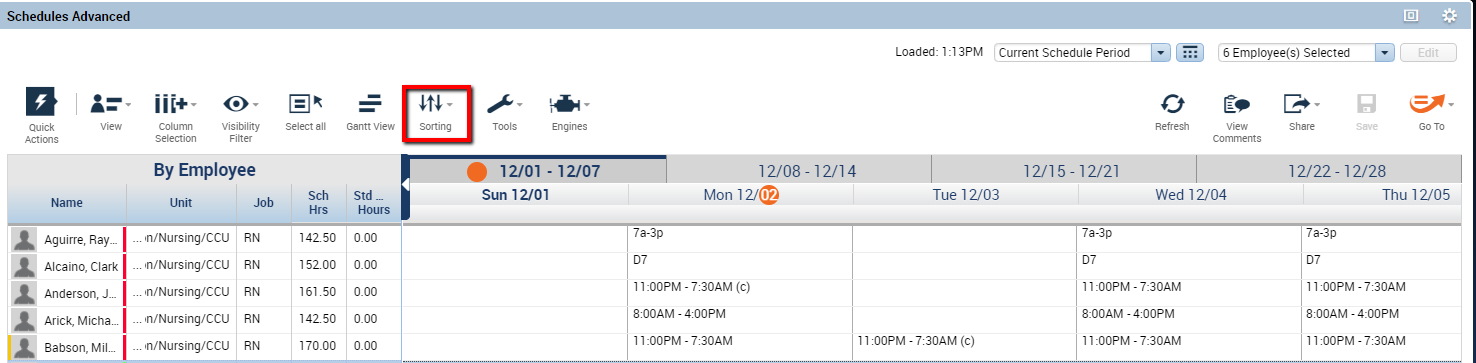 Schedules Advanced
Loaded: 1:13PM Current Schedule Period 6 Employee(s) Selected Edit
Quick Actions View Column Selection Visibility Filter Select all Gantt View Sorting Tools Engines Refresh View Comments Share Save Go To
By Employee 12/01 - 12/07 12/08 - 12/14 12/15 - 12/21 12/22 - 12/28
Name Unit Job Sch Hrs Std ... Hours Sun 12/01 Mon 12/02 Tue 12/03 Wed 12/04 Thu 12/05
Aguirre, Ray... ...on/Nursing/CCU RN 142.50 0.00 7a-3p 7a-3p 7a-3p
Alcaino, Clark ...on/Nursing/CCU RN 152.00 0.00 D7 D7 D7
Anderson, J... ...on/Nursing/CCU RN 161.50 0.00 11:00PM - 7:30AM (c) 11:00PM - 7:30AM 11:00PM - 7:30AM
Arick, Micha... ...on/Nursing/CCU RN 142.50 0.00 8:00AM - 4:00PM 8:00AM - 4:00PM 8:00AM - 4:00PM
Babson, Mil... ...on/Nursing/CCU RN 170.00 0.00 11:00PM - 7:30AM 11:00PM - 7:30AM (c) 11:00PM - 7:30AM 11:00PM - 7:30AM